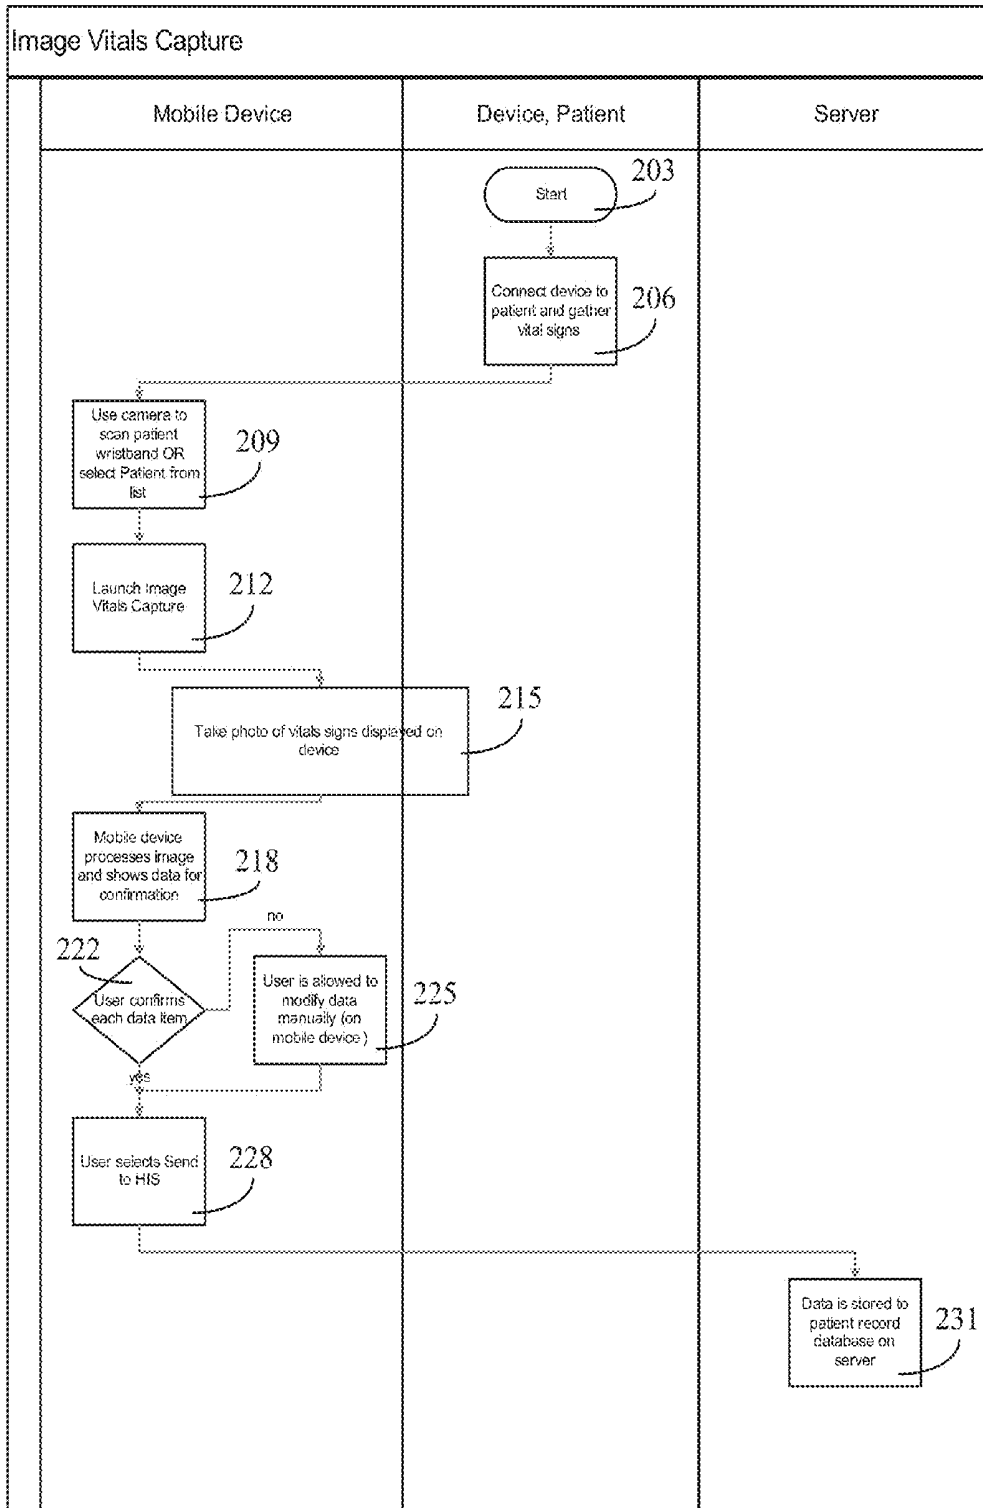 Image Vitals Capture
Mobile Device
Device, Patient
Server
Start
203
Connect device to
patient and gather
vital signs
206
Use camera to
scan patient
wristband OR
select Patient from
list
209
Launch Image
Vitals Capture
212
Take photo of vitals signs displayed on
device
215
Mobile device
processes image
and shows data for
confirmation
218
no
222
User confirms
each data item
User is allowed to
modify data
manually (on
mobile device )
225
yes
User selects Send
to HIS
228
Data is stored to
patient record
database on
server
231